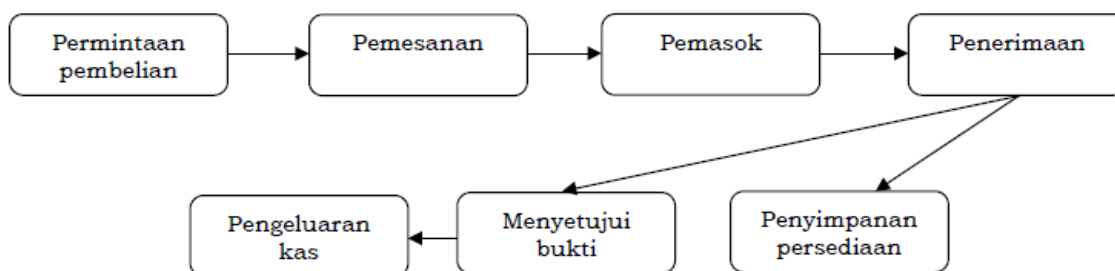 Permintaan
pembelian
Pemesanan
Pemasok
Penerimaan
Pengeluaran
kas
Menyetujui
bukti
Penyimpanan
persediaan